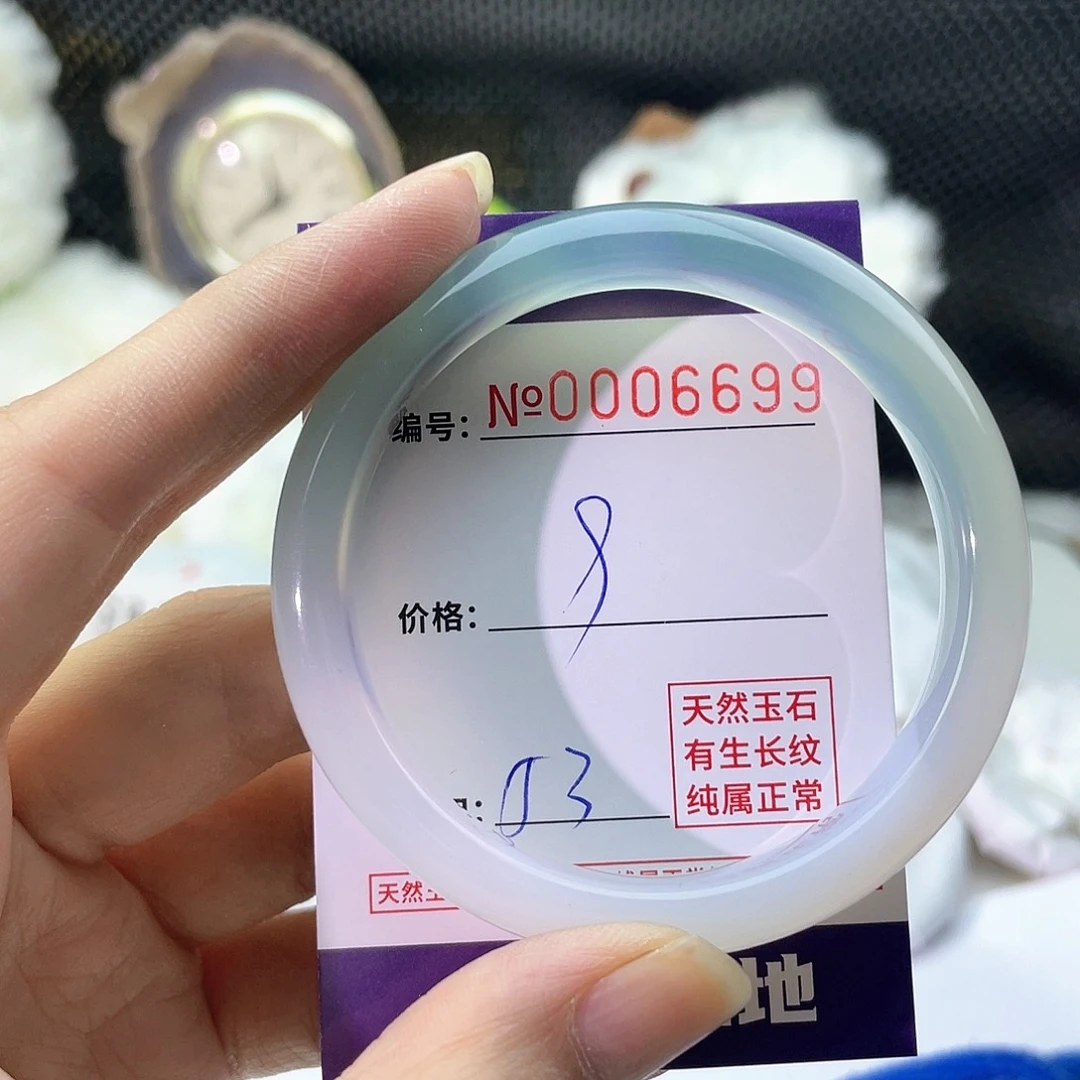 编号: №0006699
价格: 8
: 53
天然玉石
有生长纹
纯属正常
天然
地